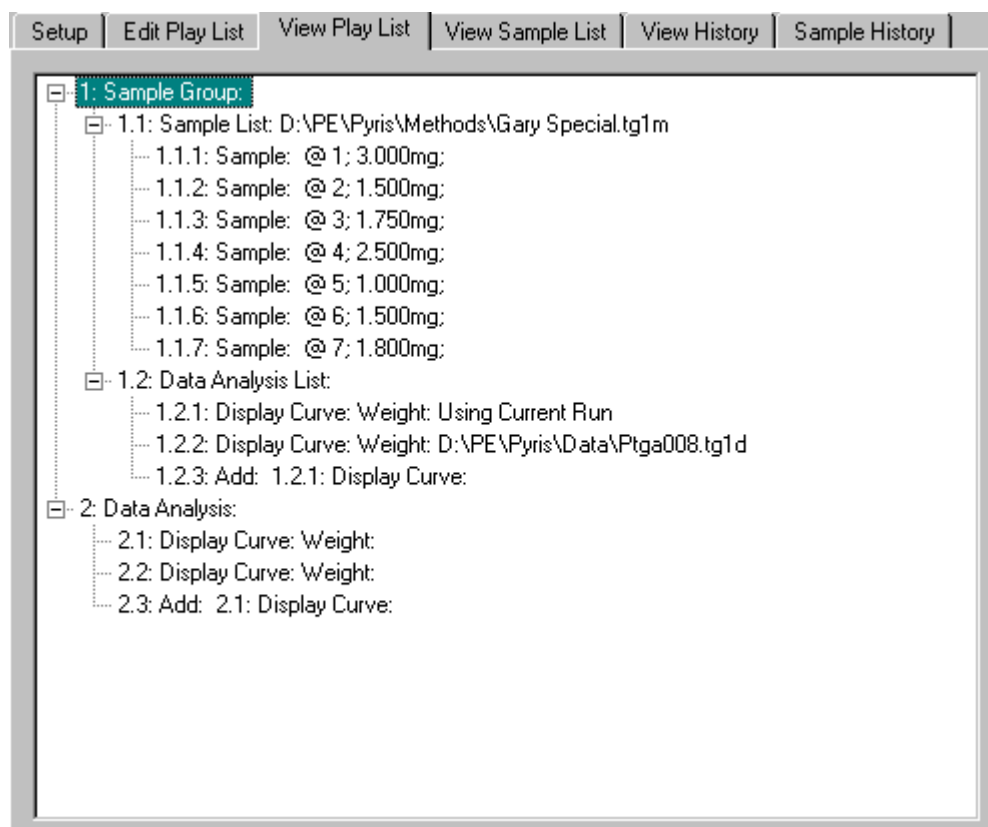 Setup Edit Play List View Play List View Sample List View History Sample History
1: Sample Group:
1.1: Sample List: D:\PE\Pyris\Methods\Gary Special.tg1m
1.1.1: Sample: @ 1; 3.000mg;
1.1.2: Sample: @ 2; 1.500mg;
1.1.3: Sample: @ 3; 1.750mg;
1.1.4: Sample: @ 4; 2.500mg;
1.1.5: Sample: @ 5; 1.000mg;
1.1.6: Sample: @ 6; 1.500mg;
1.1.7: Sample: @ 7; 1.800mg;
1.2: Data Analysis List:
1.2.1: Display Curve: Weight: Using Current Run
1.2.2: Display Curve: Weight: D:\PE\Pyris\Data\Ptga008.tg1d
1.2.3: Add: 1.2.1: Display Curve:
2: Data Analysis:
2.1: Display Curve: Weight:
2.2: Display Curve: Weight:
2.3: Add: 2.1: Display Curve: